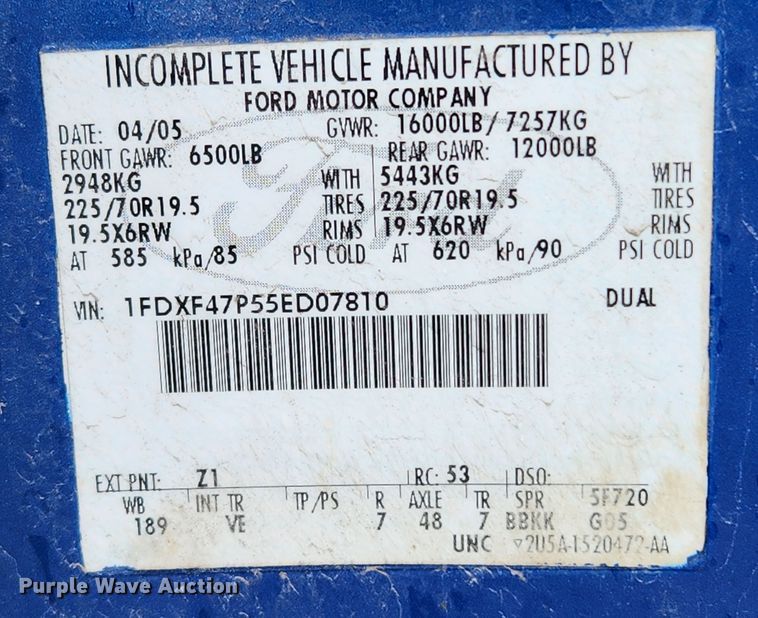 INCOMPLETE VEHICLE MANUFACTURED BY
FORD MOTOR COMPANY
DATE: 04/05 GVWR: 16000LB/7257KG
FRONT GAWR: 6500LB REAR GAWR: 12000LB
2948KG WITH 5443KG WITH
225/70R19.5 TIRES 225/70R19.5 TIRES
19.5X6RW RIMS 19.5X6RW RIMS
AT 585 kPa/85 PSI COLD AT 620 kPa/90 PSI COLD
VIN: 1FDXF47P55ED07810 DUAL
Ford
EXT PNT: Z1 RC: 53 DSO:
WB INT TR TP/PS R AXLE TR SPR 5F720
189 VE 7 48 7 BBKK G05
UNC 2U5A-1520472-AA
Purple Wave Auction